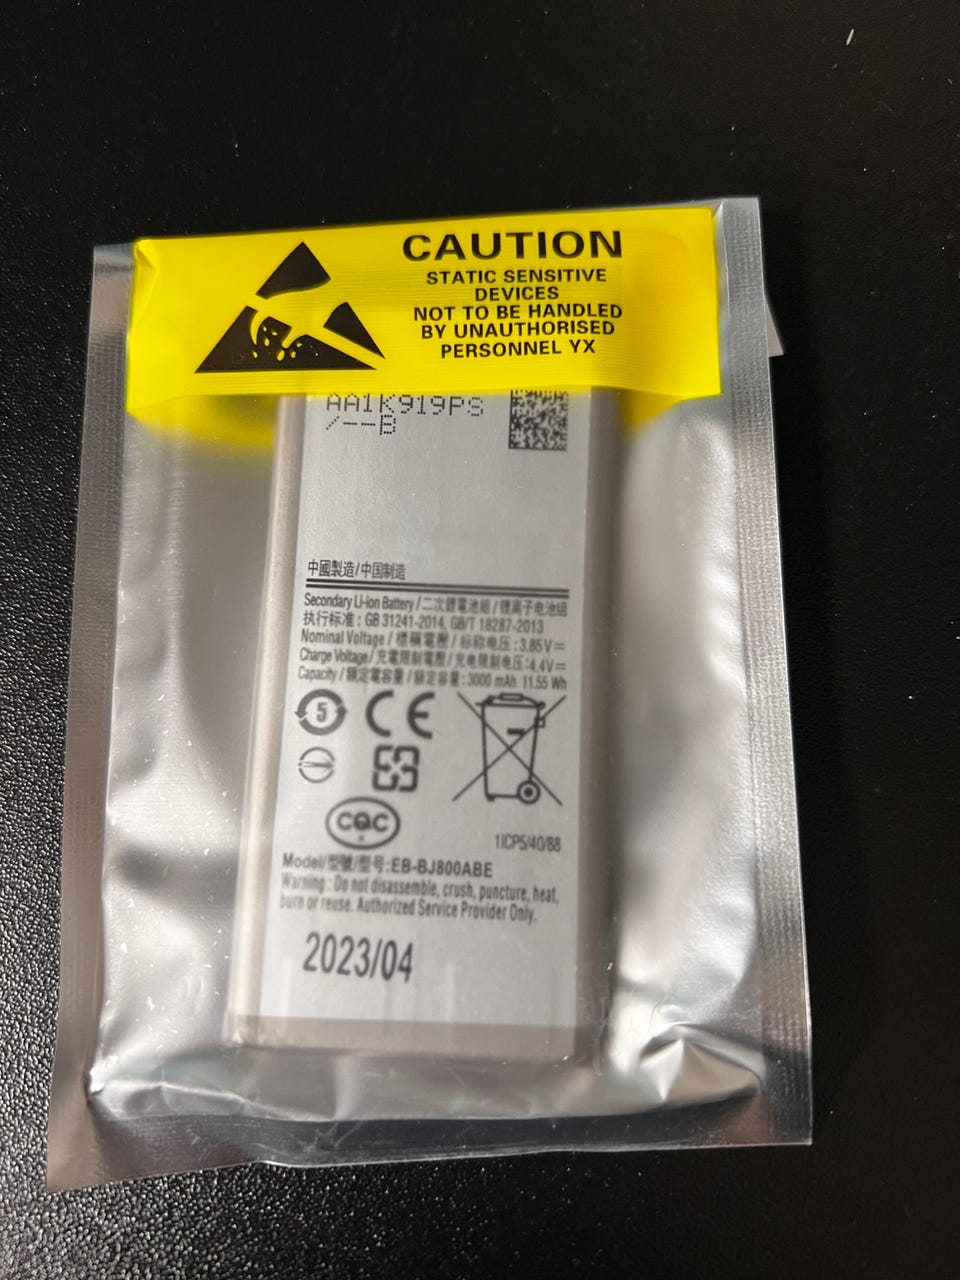 CAUTION
STATIC SENSITIVE
DEVICES
NOT TO BE HANDLED
BY UNAUTHORISED
PERSONNEL YX
AA1K919PS
/--B
中國製造/中国制造
Secondary Li-ion Battery / 二次鋰電池組 / 锂离子电池组
执行标准 : GB 31241-2014, GB/T 18287-2013
Nominal Voltage / 標稱電壓 / 标称电压 : 3.85V⎓
Charge Voltage / 充電限制電壓 / 充电限制电压 : 4.4V⎓
Capacity / 額定電容量 / 额定容量 : 3000 mAh 11.55 Wh
5
CE
CQC
1ICP5/40/88
Model/型號/型号:EB-BJ800ABE
Warning : Do not disassemble, crush, puncture, heat,
burn or reuse. Authorized Service Provider Only.
2023/04